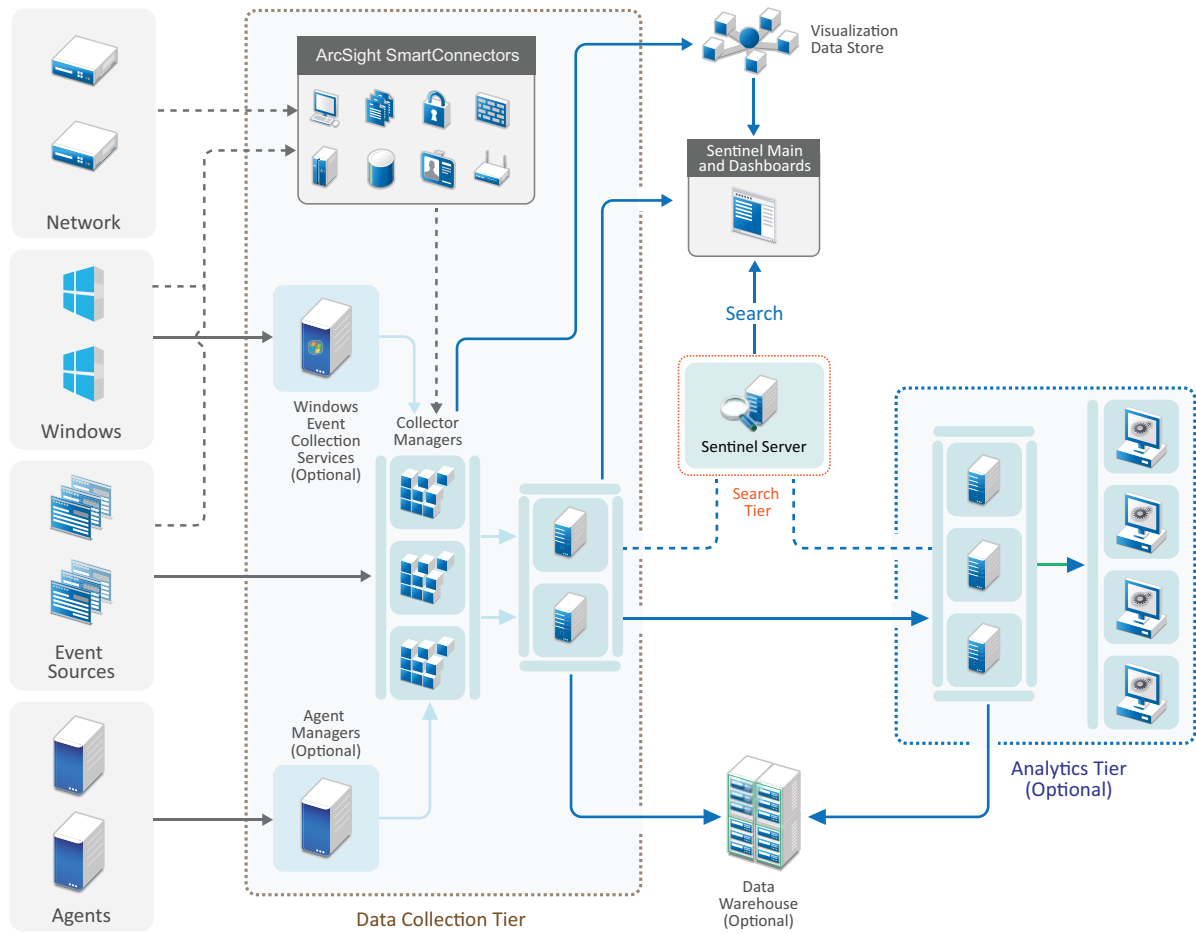 ArcSight SmartConnectors
Visualization
Data Store
Sentinel Main
and Dashboards
Network
Search
Windows
Windows
Event
Collection
Services
(Optional)
Collector
Managers
Sentinel Server
Search
Tier
Event
Sources
Agent
Managers
(Optional)
Analytics Tier
(Optional)
Agents
Data Collection Tier
Data
Warehouse
(Optional)